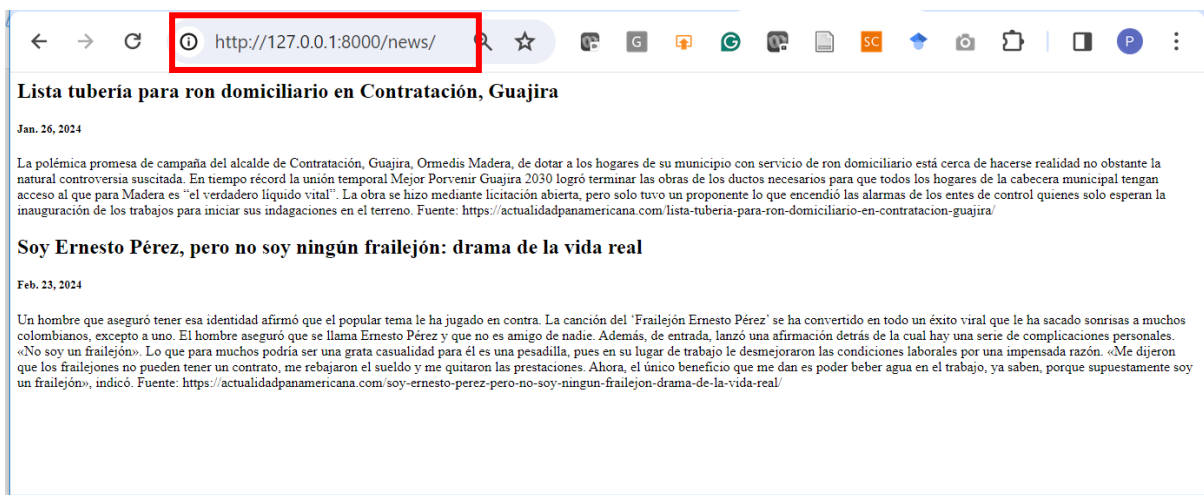 http://127.0.0.1:8000/news/
G
SC
P
Lista tubería para ron domiciliario en Contratación, Guajira
Jan. 26, 2024
La polémica promesa de campaña del alcalde de Contratación, Guajira, Ormedis Madera, de dotar a los hogares de su municipio con servicio de ron domiciliario está cerca de hacerse realidad no obstante la
natural controversia suscitada. En tiempo récord la unión temporal Mejor Porvenir Guajira 2030 logró terminar las obras de los ductos necesarios para que todos los hogares de la cabecera municipal tengan
acceso al que para Madera es “el verdadero líquido vital”. La obra se hizo mediante licitación abierta, pero solo tuvo un proponente lo que encendió las alarmas de los entes de control quienes solo esperan la
inauguración de los trabajos para iniciar sus indagaciones en el terreno. Fuente: https://actualidadpanamericana.com/lista-tuberia-para-ron-domiciliario-en-contratacion-guajira/
Soy Ernesto Pérez, pero no soy ningún frailejón: drama de la vida real
Feb. 23, 2024
Un hombre que aseguró tener esa identidad afirmó que el popular tema le ha jugado en contra. La canción del ‘Frailejón Ernesto Pérez’ se ha convertido en todo un éxito viral que le ha sacado sonrisas a muchos
colombianos, excepto a uno. El hombre aseguró que se llama Ernesto Pérez y que no es amigo de nadie. Además, de entrada, lanzó una afirmación detrás de la cual hay una serie de complicaciones personales.
«No soy un frailejón». Lo que para muchos podría ser una grata casualidad para él es una pesadilla, pues en su lugar de trabajo le desmejoraron las condiciones laborales por una impensada razón. «Me dijeron
que los frailejones no pueden tener un contrato, me rebajaron el sueldo y me quitaron las prestaciones. Ahora, el único beneficio que me dan es poder beber agua en el trabajo, ya saben, porque supuestamente soy
un frailejón», indicó. Fuente: https://actualidadpanamericana.com/soy-ernesto-perez-pero-no-soy-ningun-frailejon-drama-de-la-vida-real/